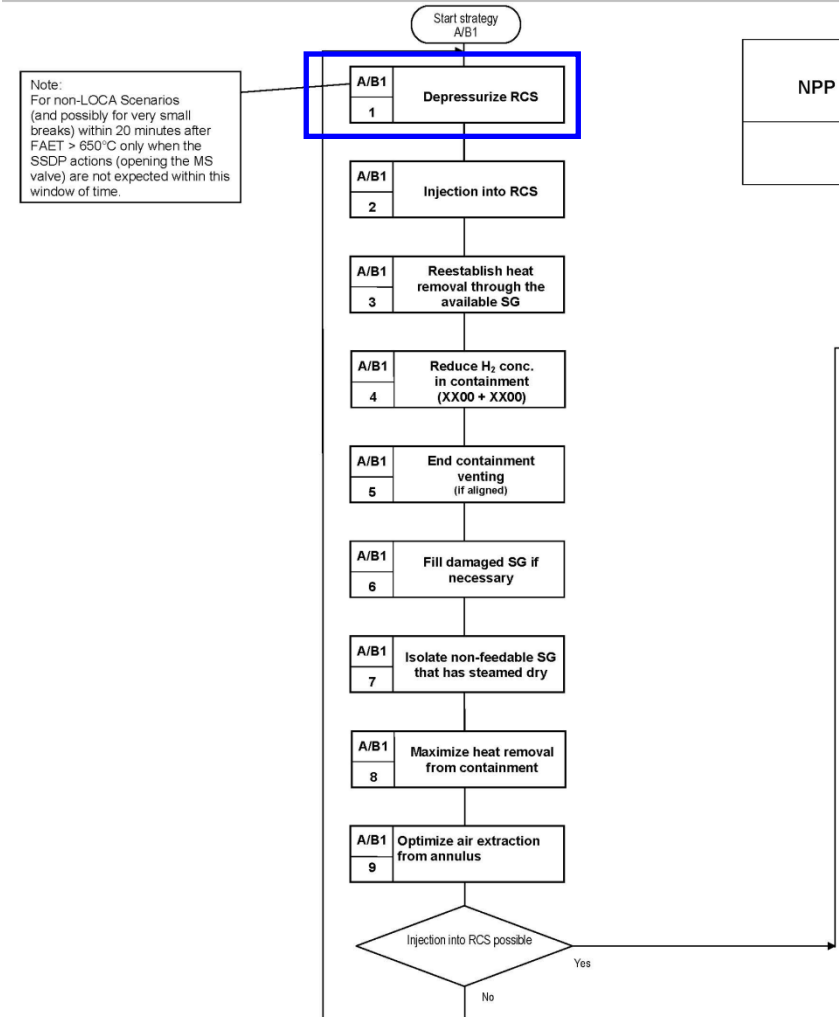 Start strategy
A/B1
NPP
Note:
For non-LOCA Scenarios
(and possibly for very small
breaks) within 20 minutes after
FAET > 650°C only when the
SSDP actions (opening the MS
valve) are not expected within this
window of time.
A/B1
1
Depressurize RCS
A/B1
2
Injection into RCS
A/B1
3
Reestablish heat
removal through the
available SG
A/B1
4
Reduce H₂ conc.
in containment
(XX00 + XX00)
A/B1
5
End containment
venting
(if aligned)
A/B1
6
Fill damaged SG if
necessary
A/B1
7
Isolate non-feedable SG
that has steamed dry
A/B1
8
Maximize heat removal
from containment
A/B1
9
Optimize air extraction
from annulus
Injection into RCS possible
Yes
No